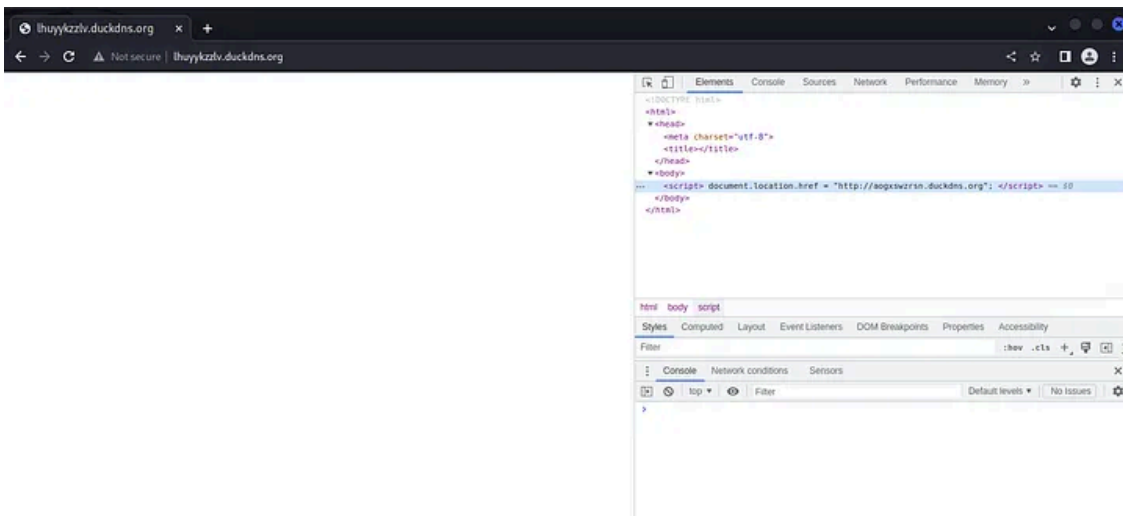 lhuyykzzlv.duckdns.org
Not secure | lhuyykzzlv.duckdns.org
Elements Console Sources Network Performance Memory »
<!DOCTYPE html>
<html>
▼<head>
<meta charset="utf-8">
<title></title>
</head>
▼<body>
... <script> document.location.href = "http://aogxswzrsn.duckdns.org"; </script> == $0
</body>
</html>
html body script
Styles Computed Layout Event Listeners DOM Breakpoints Properties Accessibility
Filter :hov .cls +
Console Network conditions Sensors
top ▼ Filter Default levels ▼ No Issues